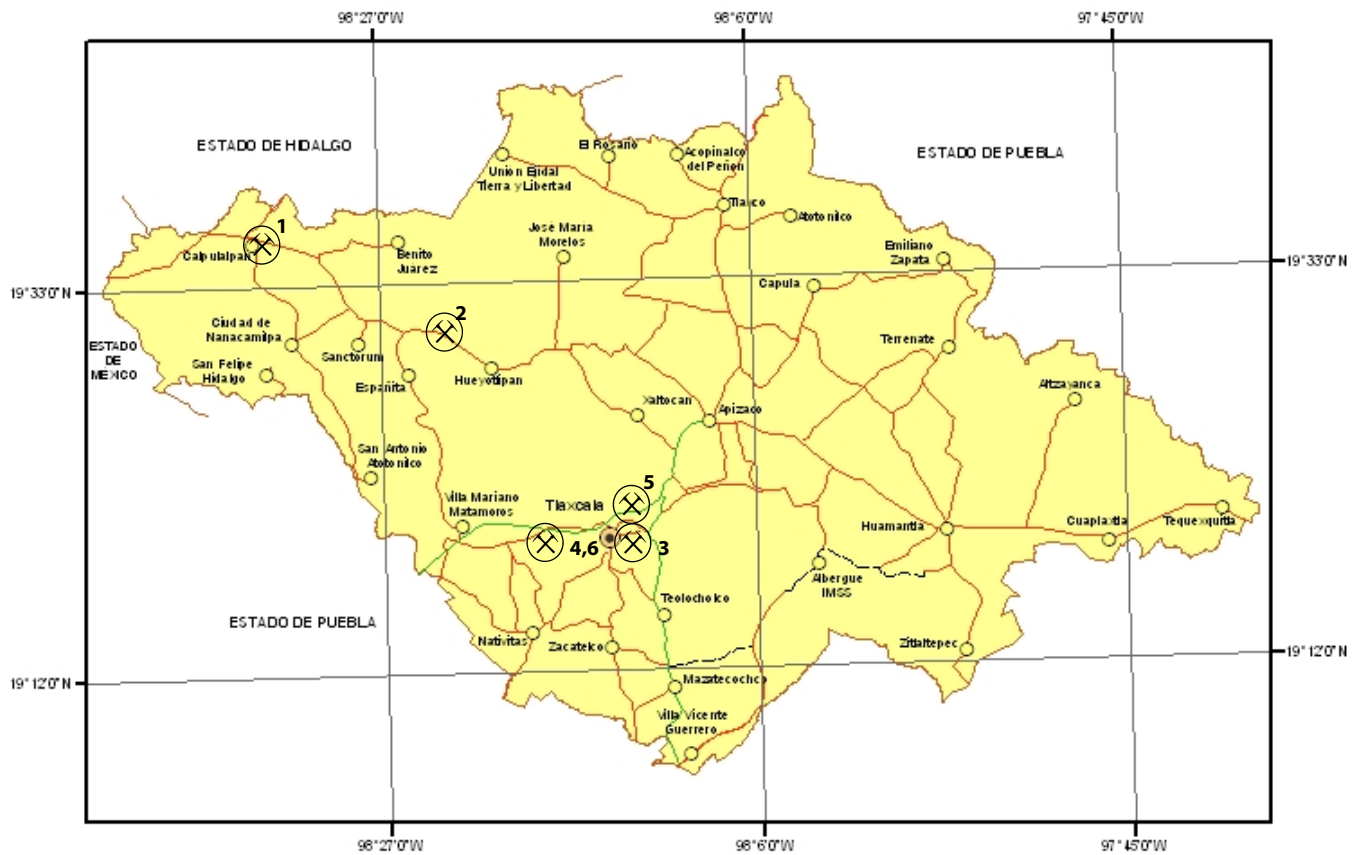 98°27'0"W
98°6'0"W
97°45'0"W
ESTADO DE HIDALGO
ESTADO DE PUEBLA
El Rosario
Acopinalco
del Peñon
Unión Ejidal
Tierra y Libertad
Tlaxco
Atotonilco
1
José María
Morelos
Calpulalpan
Benito
Juarez
Emiliano
Zapata
19°33'0"N
19°33'0"N
Capula
2
Ciudad de
Nanacamilpa
ESTADO
DE
MÉXICO
Sanctorum
Terrenate
San Felipe
Hidalgo
Españita
Hueyotlipan
Altzayanca
Xaltocan
Apizaco
San Antonio
Atotonilco
5
Villa Mariano
Matamoros
Tlaxcala
Huamantla
Cuapiaxtla
Tequexquitla
4,6
3
Albergue
IMSS
Teolocholco
ESTADO DE PUEBLA
Nativitas
Zacatelco
Zitlaltepec
19°12'0"N
19°12'0"N
Mazatecochco
Villa Vicente
Guerrero
98°27'0"W
98°6'0"W
97°45'0"W